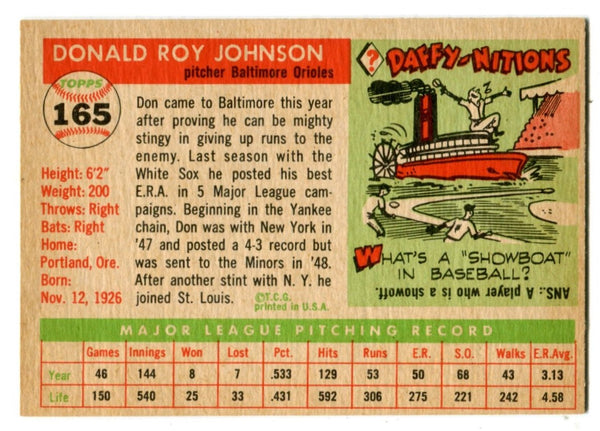 DONALD ROY JOHNSON
pitcher Baltimore Orioles
TOPPS
165
Height: 6'2"
Weight: 200
Throws: Right
Bats: Right
Home:
Portland, Ore.
Born:
Nov. 12, 1926
Don came to Baltimore this year
after proving he can be mighty
stingy in giving up runs to the
enemy. Last season with the
White Sox he posted his best
E.R.A. in 5 Major League cam-
paigns. Beginning in the Yankee
chain, Don was with New York in
'47 and posted a 4-3 record but
was sent to the Minors in '48.
After another stint with N. Y. he
joined St. Louis.
©T.C.G.
printed in U.S.A.
? DAFFY-NITIONS
WHAT'S A "SHOWBOAT"
IN BASEBALL?
ANS.: A player who is a showoff.
MAJOR LEAGUE PITCHING RECORD
Games Innings Won Lost Pct. Hits Runs E.R. S.O. Walks E.R.Avg.
Year 46 144 8 7 .533 129 53 50 68 43 3.13
Life 150 540 25 33 .431 592 306 275 221 242 4.58